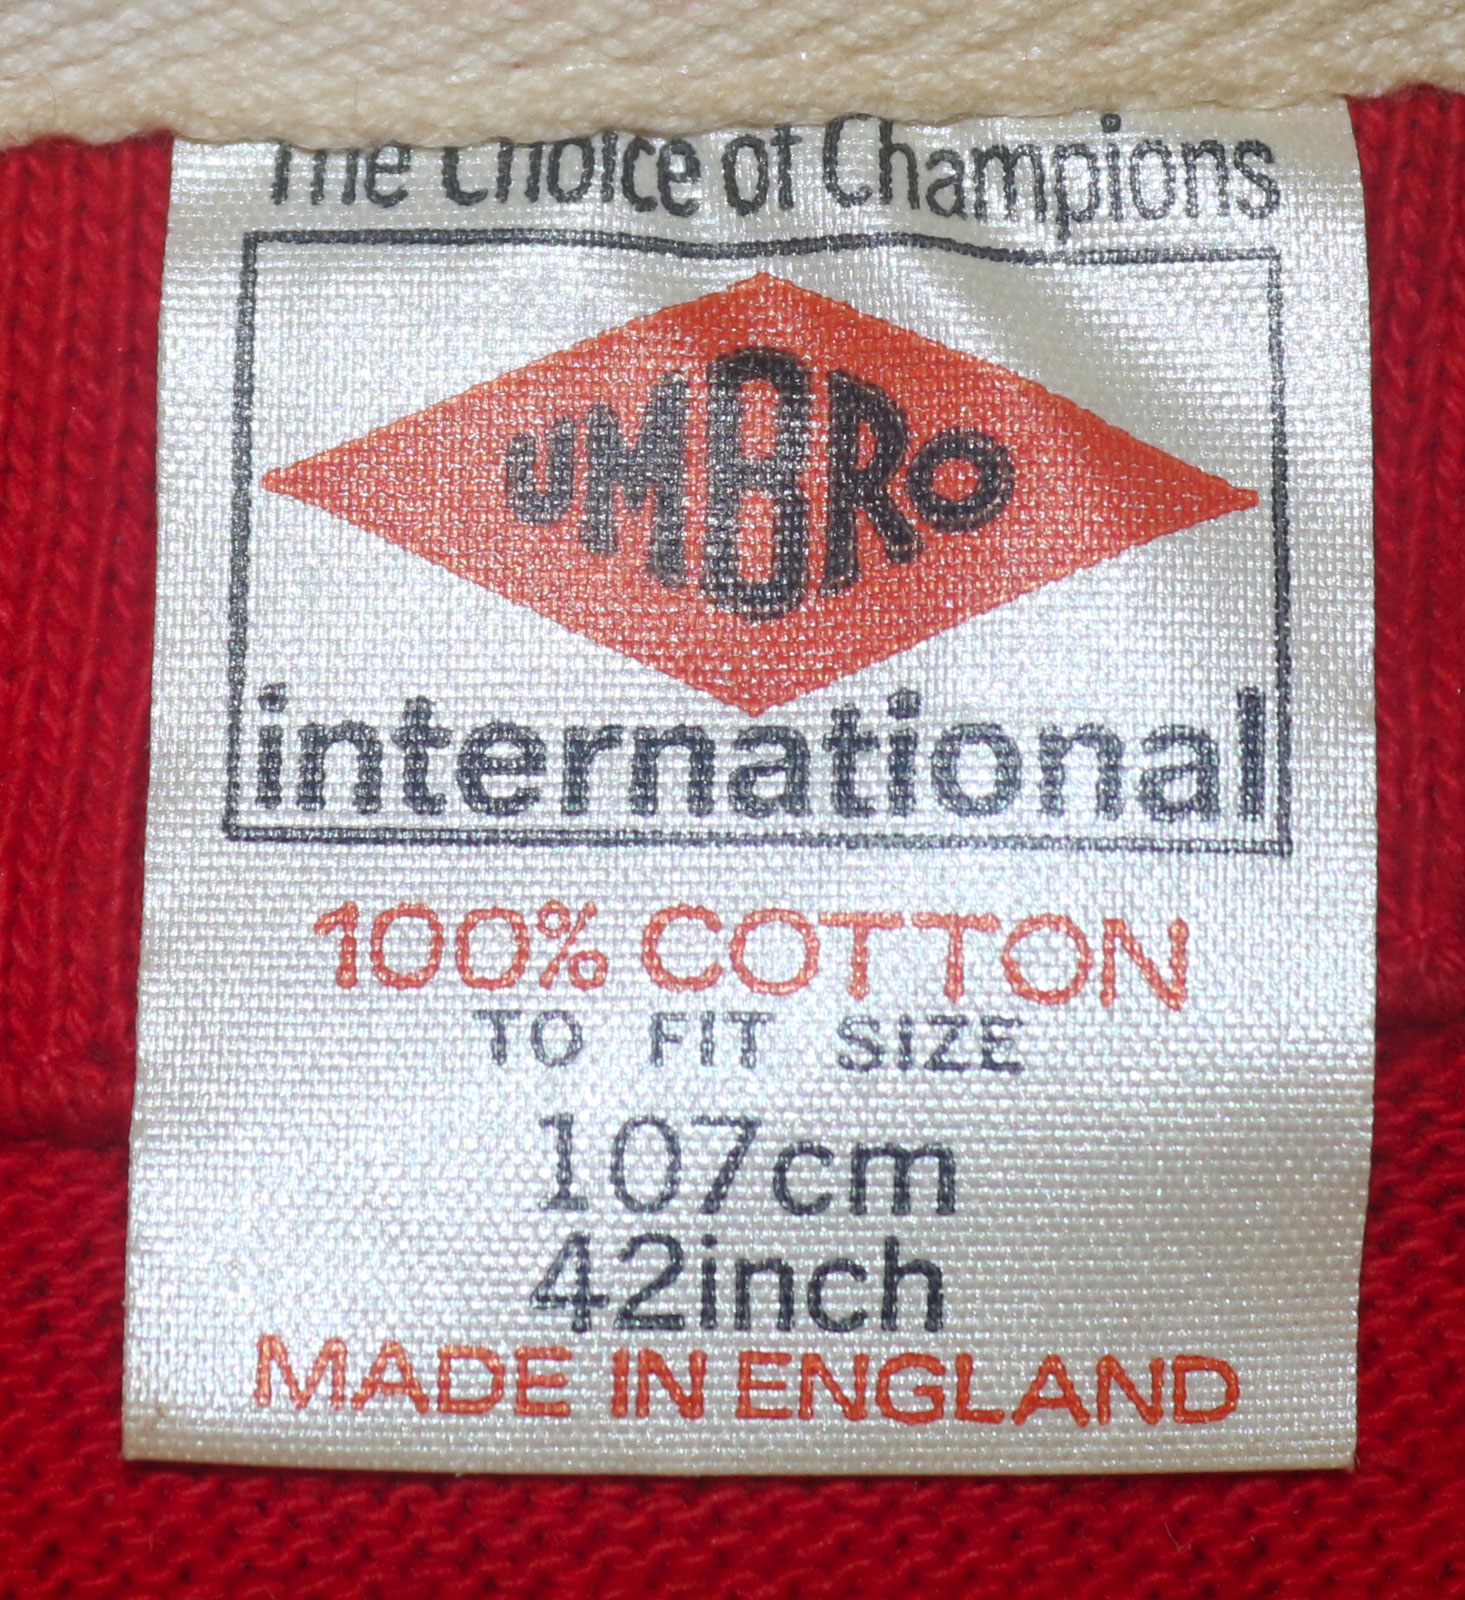 The Choice of Champions
UMBRO
international
100% COTTON
TO FIT SIZE
107cm
42inch
MADE IN ENGLAND